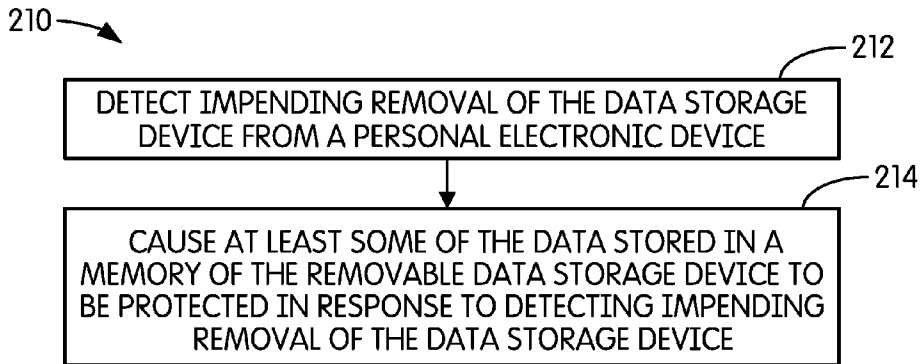 210
212
DETECT IMPENDING REMOVAL OF THE DATA STORAGE
DEVICE FROM A PERSONAL ELECTRONIC DEVICE
214
CAUSE AT LEAST SOME OF THE DATA STORED IN A
MEMORY OF THE REMOVABLE DATA STORAGE DEVICE TO
BE PROTECTED IN RESPONSE TO DETECTING IMPENDING
REMOVAL OF THE DATA STORAGE DEVICE